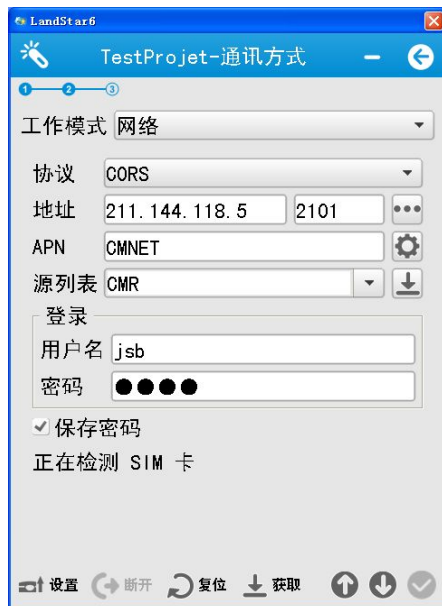 LandStar6
TestProjet-通讯方式
1 2 3
工作模式 网络
协议 CORS
地址 211.144.118.5 2101
APN CMNET
源列表 CMR
登录
用户名 jsb
密码 ●●●●
保存密码
正在检测 SIM 卡
设置 断开 复位 获取